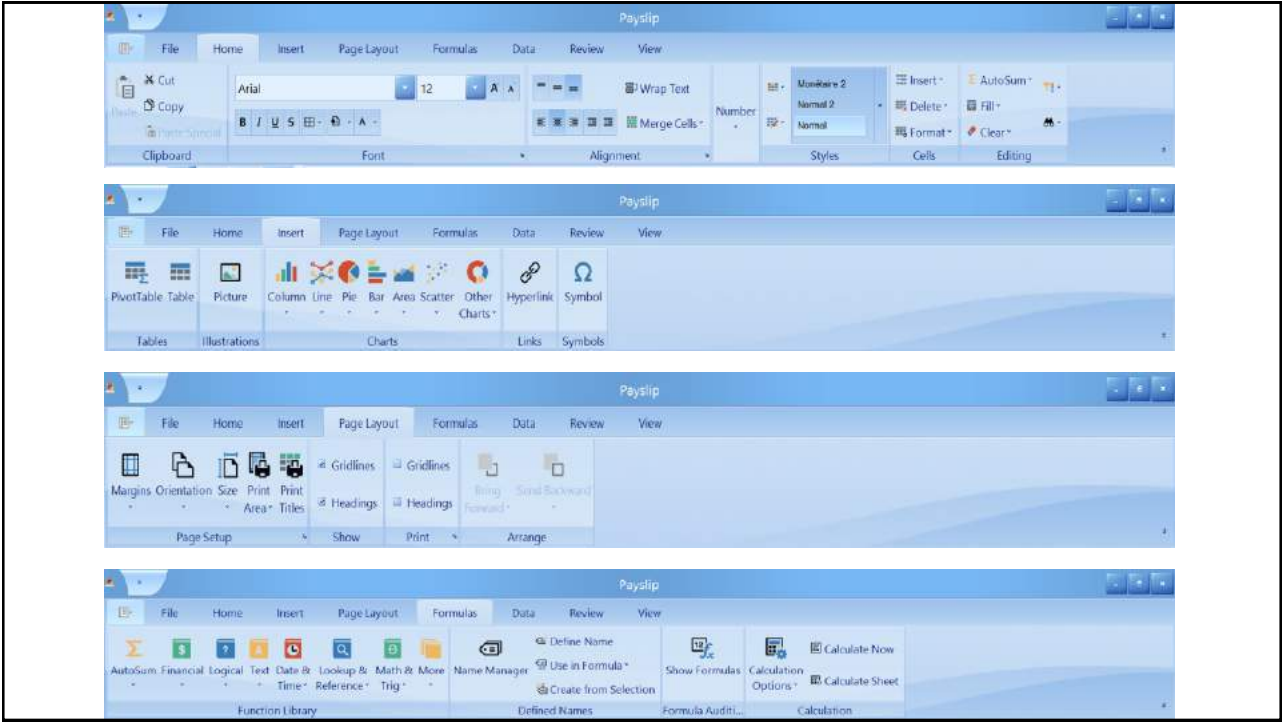 Payslip
File Home Insert Page Layout Formulas Data Review View
Cut
Copy
Paste
Paste Special
Clipboard
Arial 12 A A
B I U S A
Font
Wrap Text
Merge Cells
Alignment
Number
Monétaire 2
Normal 2
Normal
Styles
Insert
Delete
Format
Cells
AutoSum
Fill
Clear
Editing
Payslip
File Home Insert Page Layout Formulas Data Review View
PivotTable Table Picture Column Line Pie Bar Area Scatter Other Charts Hyperlink Symbol
Tables Illustrations Charts Links Symbols
Payslip
File Home Insert Page Layout Formulas Data Review View
Margins Orientation Size Print Area Print Titles
Page Setup
Gridlines
Headings
Show
Gridlines
Headings
Print
Bring Forward Send Backward
Arrange
Payslip
File Home Insert Page Layout Formulas Data Review View
AutoSum Financial Logical Text Date & Time Lookup & Reference Math & Trig More
Function Library
Name Manager
Define Name
Use in Formula
Create from Selection
Defined Names
Show Formulas
Formula Auditi...
Calculation Options
Calculate Now
Calculate Sheet
Calculation